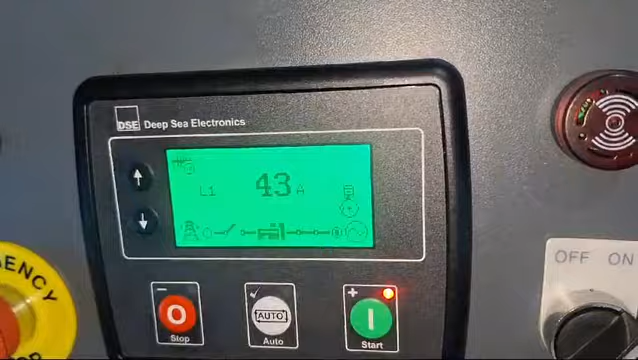 DSE Deep Sea Electronics
L1 43 A
OFF ON
ENCY
O
AUTO
I
Stop
Auto
Start